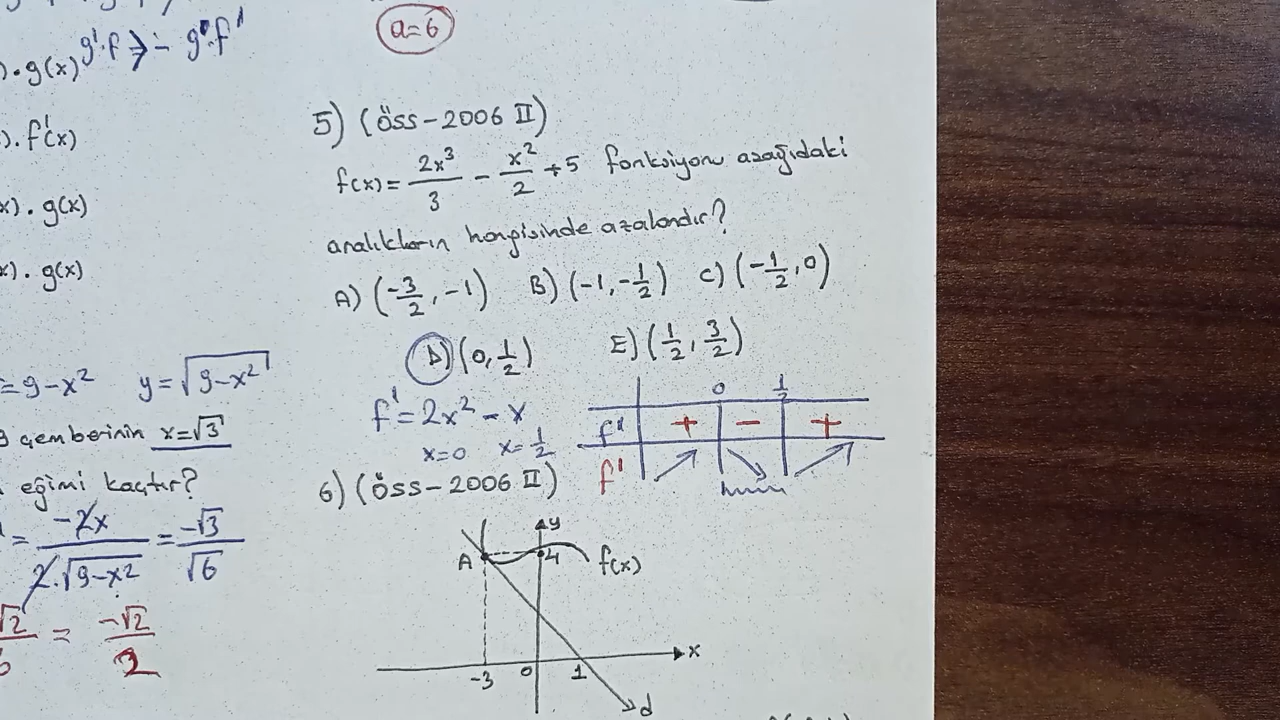 ). g(x) g'.f - g'.f'
a=6
). f'(x)
x). g(x)
x). g(x)
= 9-x² y=√(9-x²)
çemberinin x=√3
eğimi kaçtır?
= -2x / 2.√(9-x²) = -√3 / √6
√2 = -√2 / 2
5) (ÖSS-2006 II)
f(x)= 2x³/3 - x²/2 +5 fonksiyonu aşağıdaki
aralıkların hangisinde azalandır?
A) (-3/2, -1) B) (-1, -1/2) C) (-1/2, 0)
D) (0, 1/2) E) (1/2, 3/2)
f' = 2x² - x
x=0 x=1/2
0 1/2
f' + - +
f'
6) (ÖSS-2006 II)
y
A 4 f(x)
x
-3 0 1
d